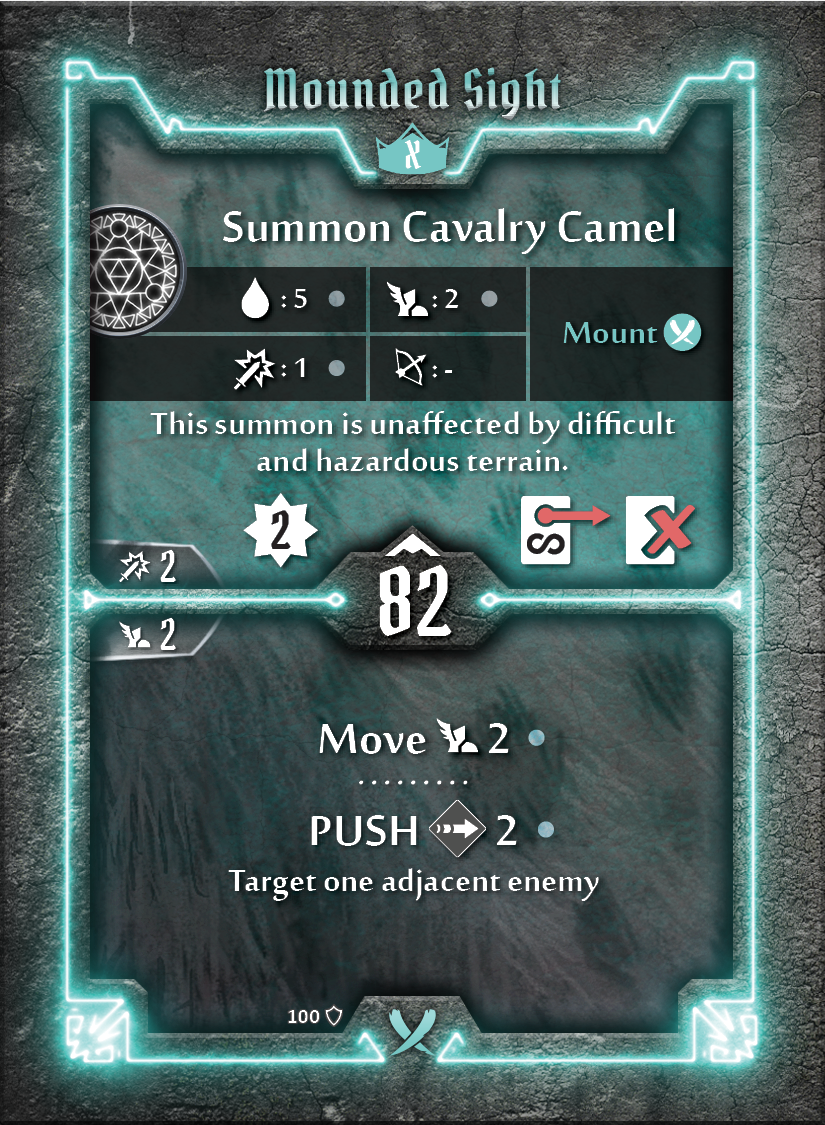 Mounded Sight
X
Summon Cavalry Camel
: 5
: 2
: 1
: -
Mount
This summon is unaffected by difficult
and hazardous terrain.
2
2
82
2
Move 2
PUSH 2
Target one adjacent enemy
100